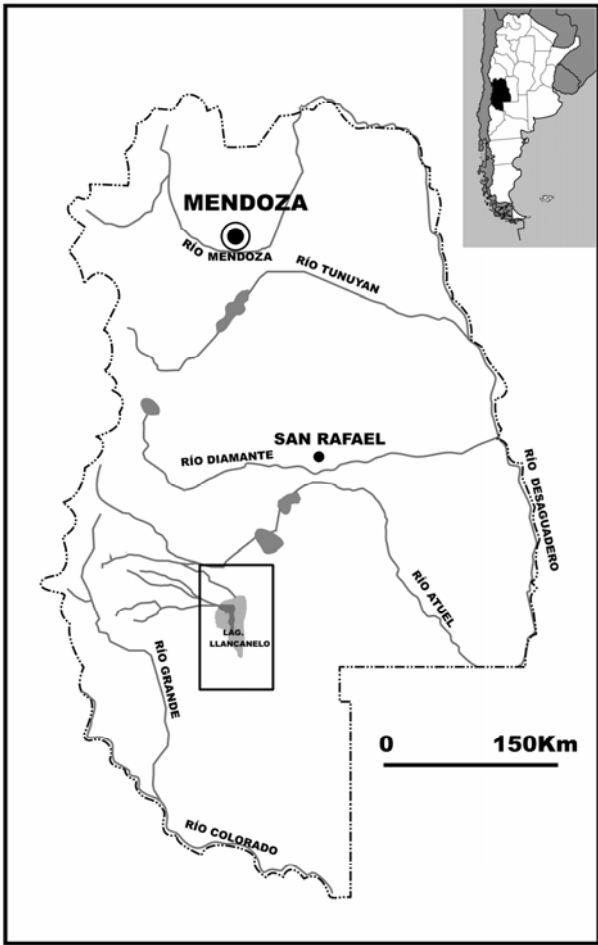 MENDOZA
RÍO MENDOZA
RÍO TUNUYAN
SAN RAFAEL
RÍO DIAMANTE
RÍO DESAGUADERO
RÍO ATUEL
LAG.
LLANCANELO
RÍO GRANDE
0 150Km
RÍO COLORADO